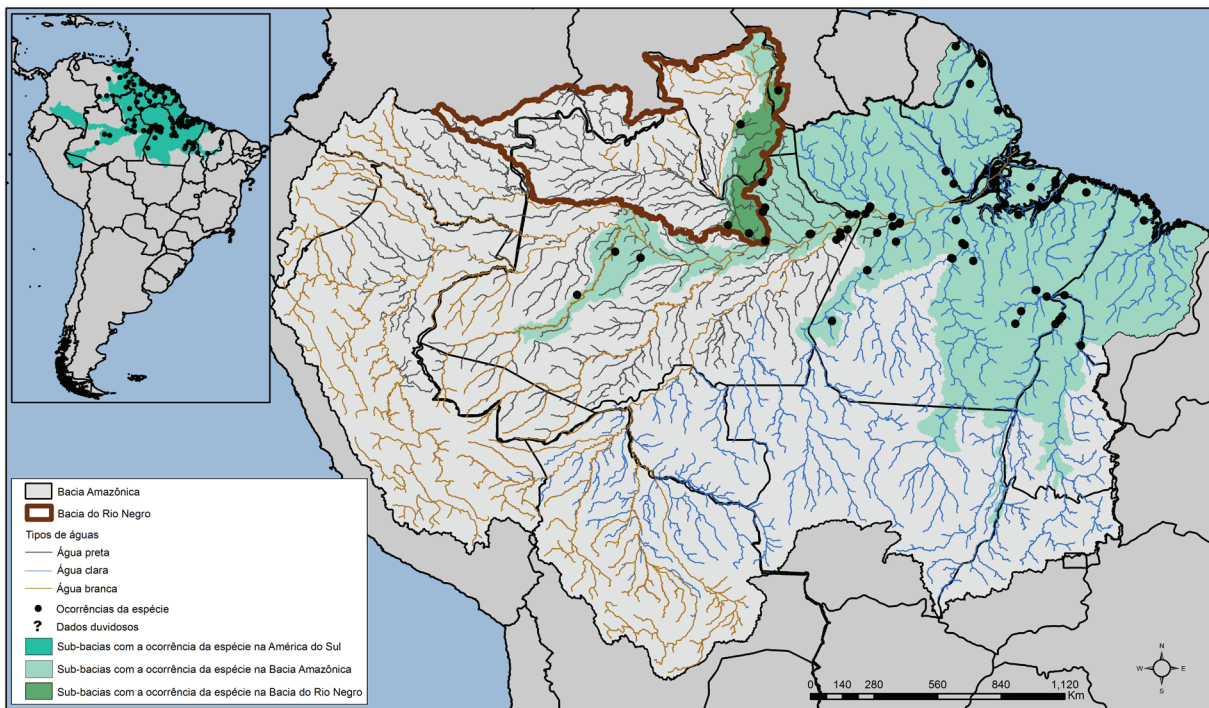 ?
?
Bacia Amazônica
Bacia do Rio Negro
Tipos de águas
Água preta
Água clara
Água branca
Ocorrências da espécie
? Dados duvidosos
Sub-bacias com a ocorrência da espécie na América do Sul
Sub-bacias com a ocorrência da espécie na Bacia Amazônica
Sub-bacias com a ocorrência da espécie na Bacia do Rio Negro
N
W E
S
0 140 280 560 840 1,120
Km